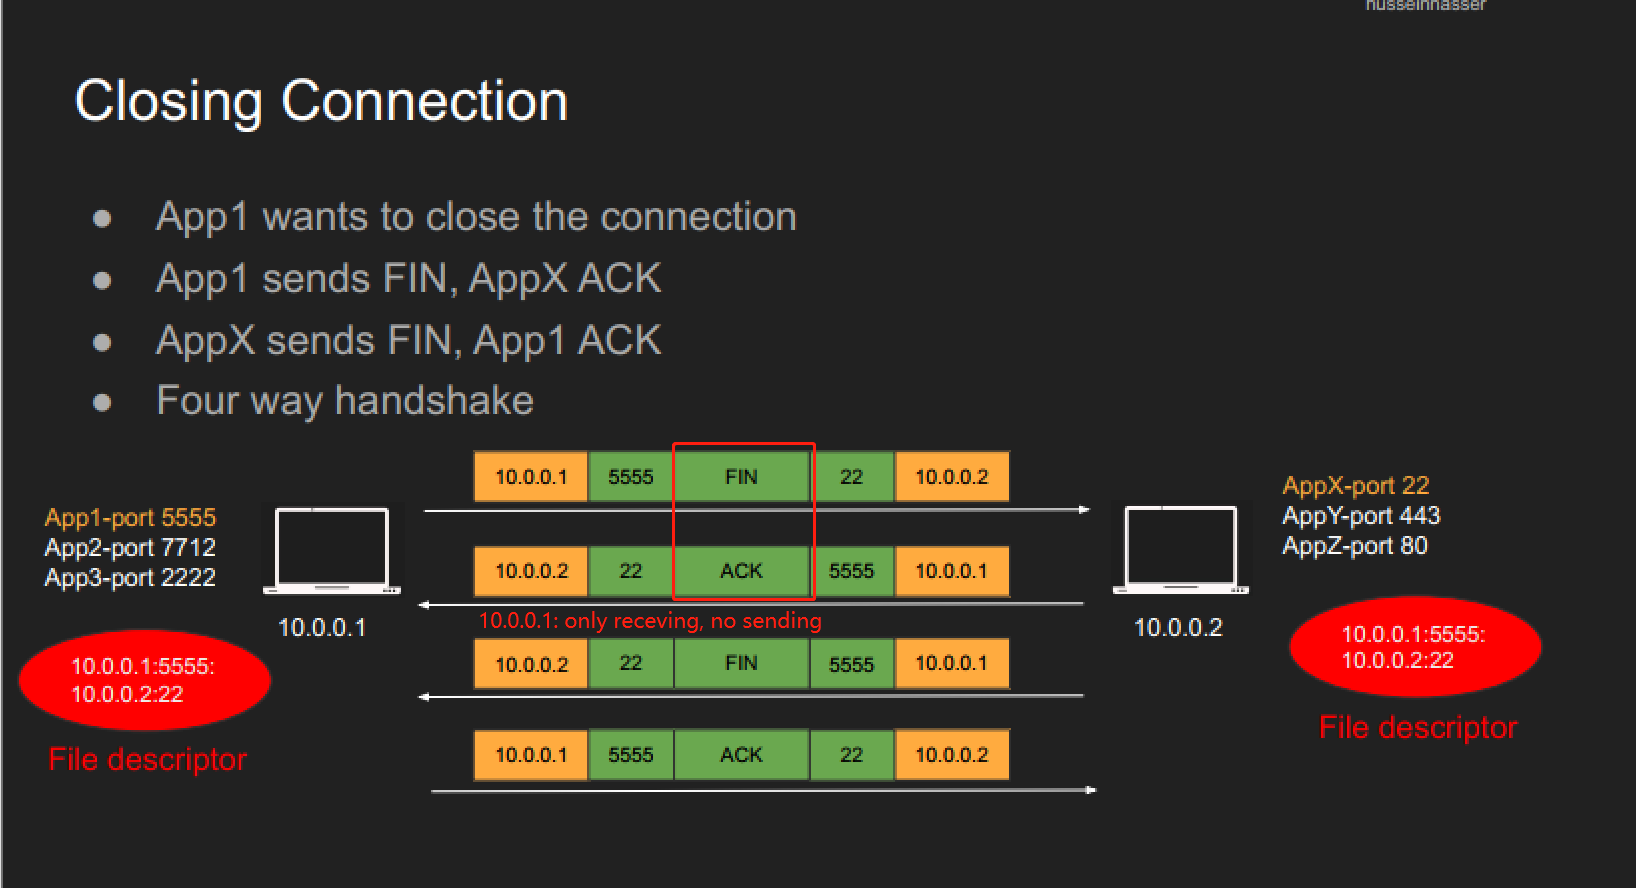 husseinnasser
Closing Connection
● App1 wants to close the connection
● App1 sends FIN, AppX ACK
● AppX sends FIN, App1 ACK
● Four way handshake
10.0.0.1 5555 FIN 22 10.0.0.2
10.0.0.2 22 ACK 5555 10.0.0.1
10.0.0.1: only receving, no sending
10.0.0.2 22 FIN 5555 10.0.0.1
10.0.0.1 5555 ACK 22 10.0.0.2
App1-port 5555
App2-port 7712
App3-port 2222
10.0.0.1
10.0.0.1:5555:
10.0.0.2:22
File descriptor
AppX-port 22
AppY-port 443
AppZ-port 80
10.0.0.2
10.0.0.1:5555:
10.0.0.2:22
File descriptor